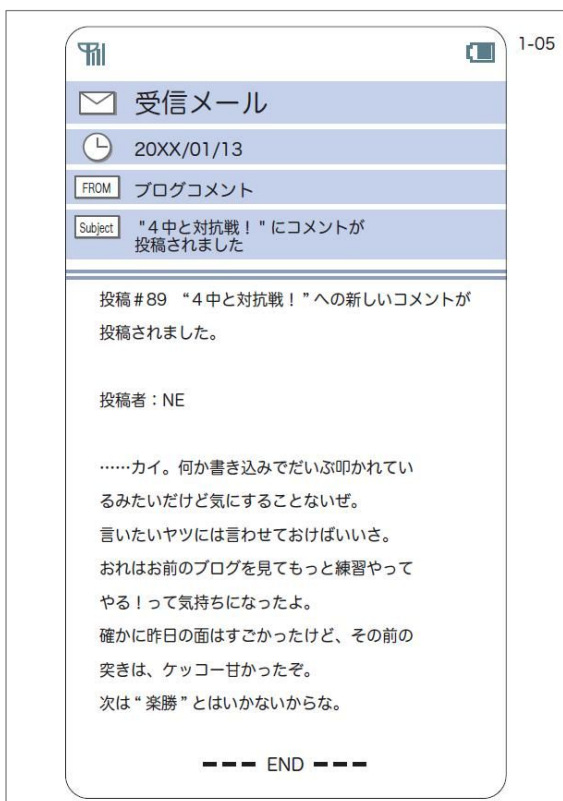 1-05
受信メール
20XX/01/13
FROM ブログコメント
Subject "4中と対抗戦！"にコメントが
投稿されました
投稿＃89 “4中と対抗戦！”への新しいコメントが
投稿されました。
投稿者：NE
……カイ。何か書き込みでだいぶ叩かれてい
るみたいだけど気にすることないぜ。
言いたいヤツには言わせておけばいいさ。
おれはお前のブログを見てもっと練習やって
やる！って気持ちになったよ。
確かに昨日の面はすごかったけど、その前の
突きは、ケッコー甘かったぞ。
次は“楽勝”とはいかないからな。
━━━ END ━━━